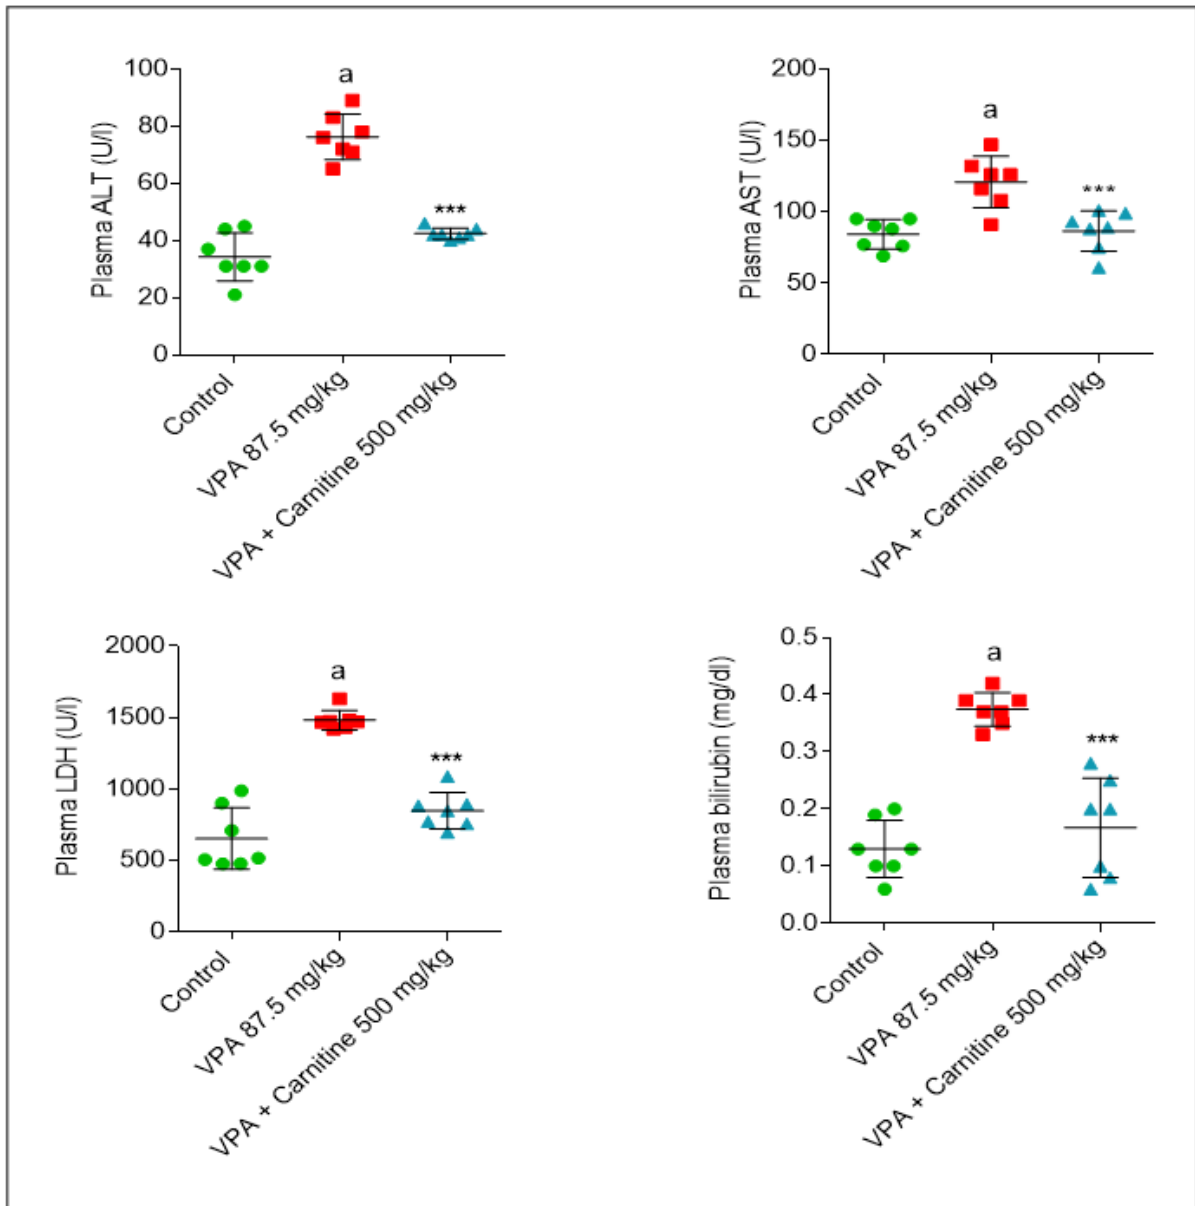 Plasma ALT (U/l)
100
80
60
40
20
0
a
***
Control
VPA 87.5 mg/kg
VPA + Carnitine 500 mg/kg
Plasma AST (U/l)
200
150
100
50
0
a
***
Control
VPA 87.5 mg/kg
VPA + Carnitine 500 mg/kg
Plasma LDH (U/l)
2000
1500
1000
500
0
a
***
Control
VPA 87.5 mg/kg
VPA + Carnitine 500 mg/kg
Plasma bilirubin (mg/dl)
0.5
0.4
0.3
0.2
0.1
0.0
a
***
Control
VPA 87.5 mg/kg
VPA + Carnitine 500 mg/kg